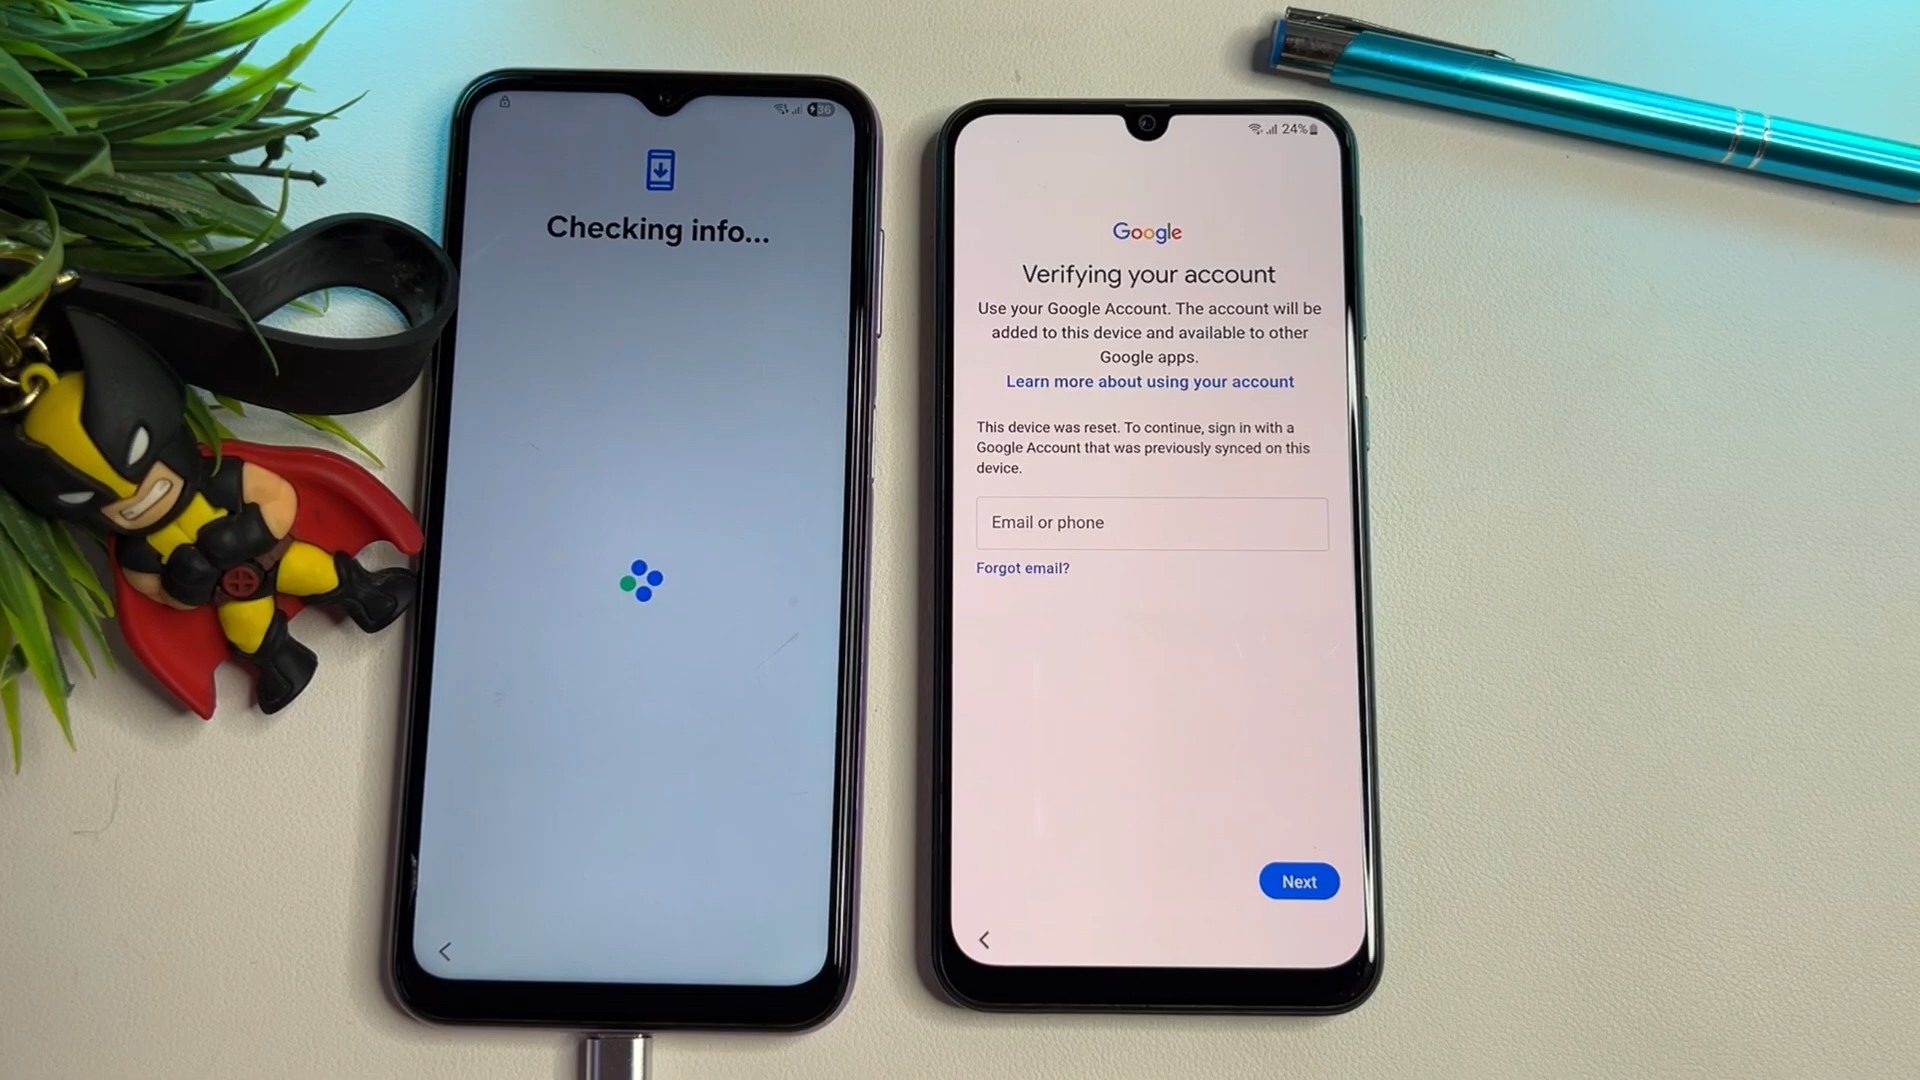 Checking info...
24%
Google
Verifying your account
Use your Google Account. The account will be
added to this device and available to other
Google apps.
Learn more about using your account
This device was reset. To continue, sign in with a
Google Account that was previously synced on this
device.
Email or phone
Forgot email?
Next